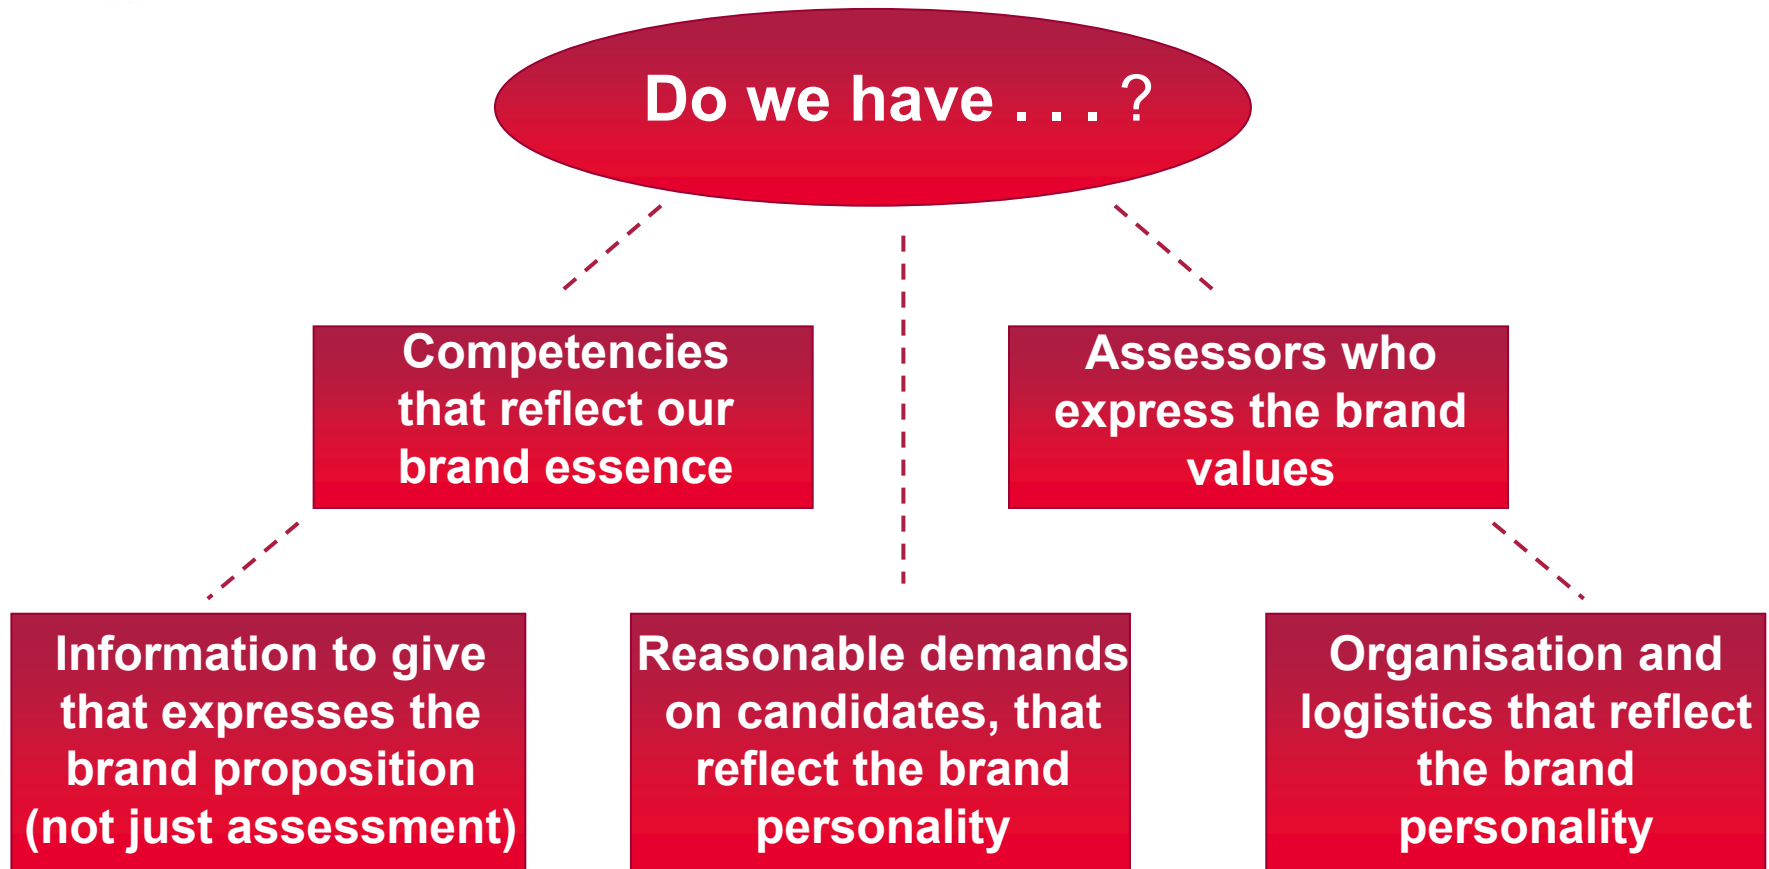 Do we have . . . ?
Competencies
that reflect our
brand essence
Assessors who
express the brand
values
Information to give
that expresses the
brand proposition
(not just assessment)
Reasonable demands
on candidates, that
reflect the brand
personality
Organisation and
logistics that reflect
the brand
personality